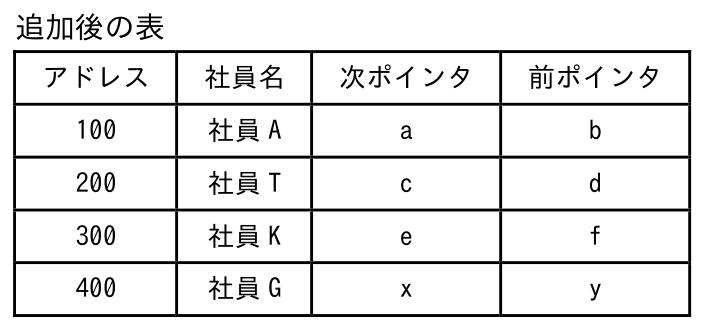 追加後の表
アドレス 社員名 次ポインタ 前ポインタ
100 社員A a b
200 社員T c d
300 社員K e f
400 社員G x y